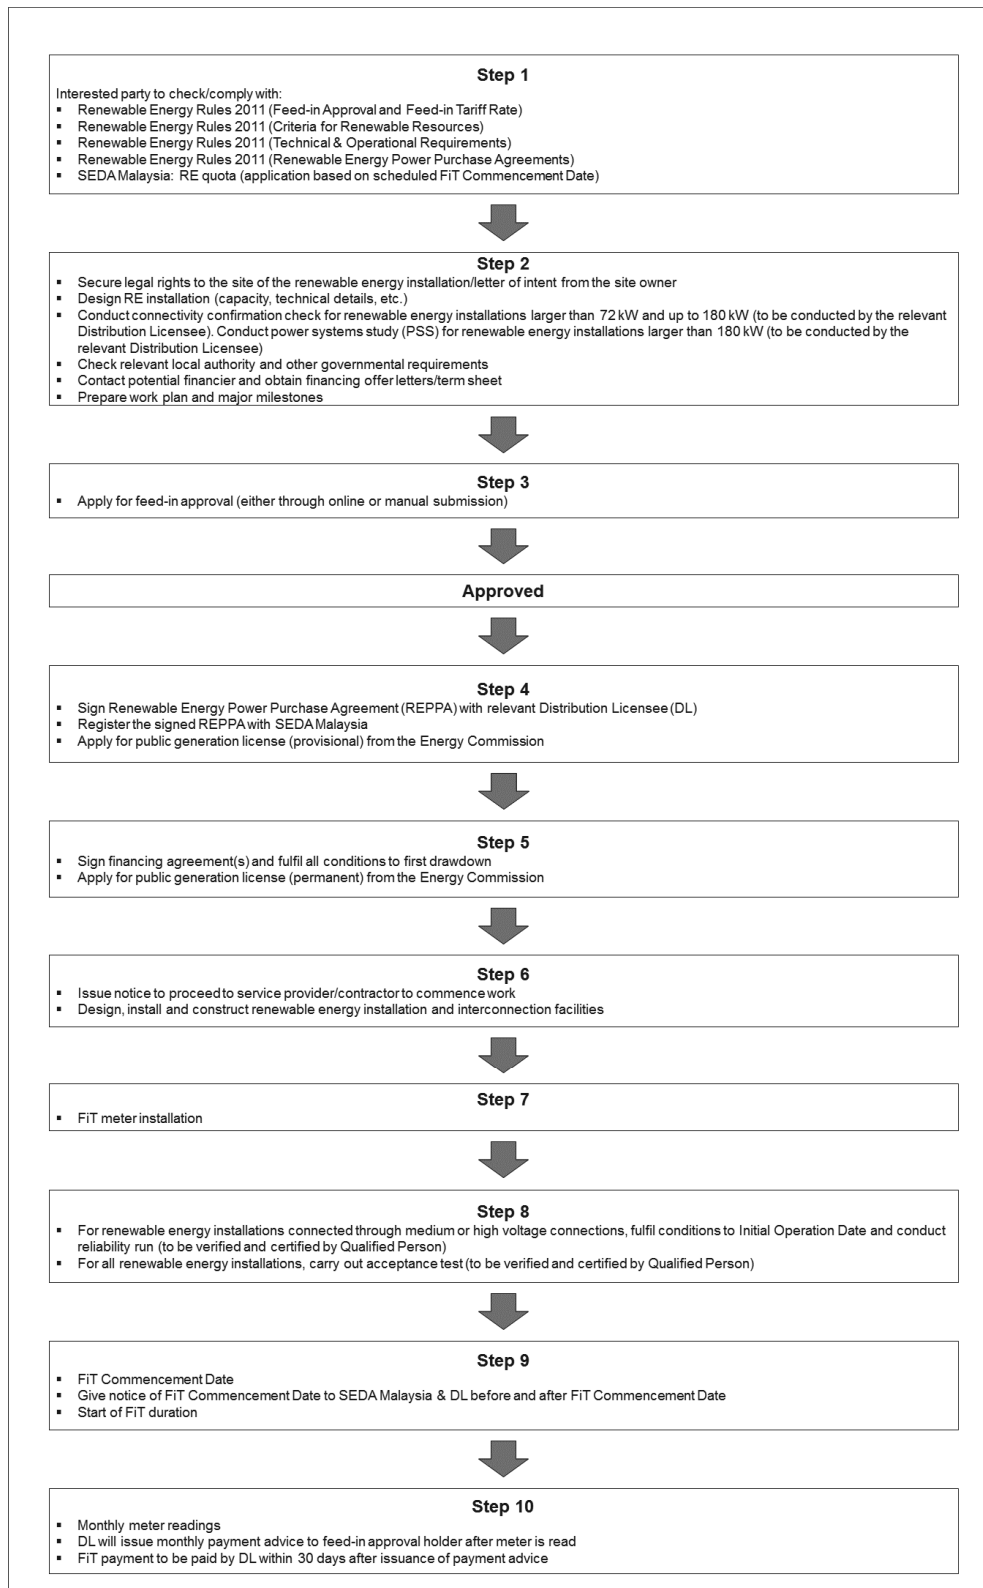 Step 1
Interested party to check/comply with:
▪ Renewable Energy Rules 2011 (Feed-in Approval and Feed-in Tariff Rate)
▪ Renewable Energy Rules 2011 (Criteria for Renewable Resources)
▪ Renewable Energy Rules 2011 (Technical & Operational Requirements)
▪ Renewable Energy Rules 2011 (Renewable Energy Power Purchase Agreements)
▪ SEDA Malaysia: RE quota (application based on scheduled FiT Commencement Date)
Step 2
▪ Secure legal rights to the site of the renewable energy installation/letter of intent from the site owner
▪ Design RE installation (capacity, technical details, etc.)
▪ Conduct connectivity confirmation check for renewable energy installations larger than 72 kW and up to 180 kW (to be conducted by the relevant
Distribution Licensee). Conduct power systems study (PSS) for renewable energy installations larger than 180 kW (to be conducted by the
relevant Distribution Licensee)
▪ Check relevant local authority and other governmental requirements
▪ Contact potential financier and obtain financing offer letters/term sheet
▪ Prepare work plan and major milestones
Step 3
▪ Apply for feed-in approval (either through online or manual submission)
Approved
Step 4
▪ Sign Renewable Energy Power Purchase Agreement (REPPA) with relevant Distribution Licensee (DL)
▪ Register the signed REPPA with SEDA Malaysia
▪ Apply for public generation license (provisional) from the Energy Commission
Step 5
▪ Sign financing agreement(s) and fulfil all conditions to first drawdown
▪ Apply for public generation license (permanent) from the Energy Commission
Step 6
▪ Issue notice to proceed to service provider/contractor to commence work
▪ Design, install and construct renewable energy installation and interconnection facilities
Step 7
▪ FiT meter installation
Step 8
▪ For renewable energy installations connected through medium or high voltage connections, fulfil conditions to Initial Operation Date and conduct
reliability run (to be verified and certified by Qualified Person)
▪ For all renewable energy installations, carry out acceptance test (to be verified and certified by Qualified Person)
Step 9
▪ FiT Commencement Date
▪ Give notice of FiT Commencement Date to SEDA Malaysia & DL before and after FiT Commencement Date
▪ Start of FiT duration
Step 10
▪ Monthly meter readings
▪ DL will issue monthly payment advice to feed-in approval holder after meter is read
▪ FiT payment to be paid by DL within 30 days after issuance of payment advice